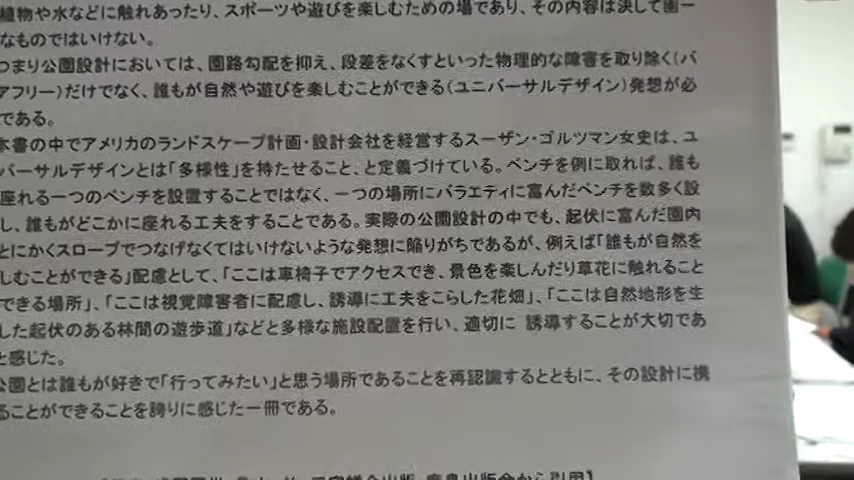 植物や水などに触れあったり、スポーツや遊びを楽しむための場であり、その内容は決して画一
なものではいけない。
つまり公園設計においては、園路勾配を抑え、段差をなくすといった物理的な障害を取り除く(バ
アフリー)だけでなく、誰もが自然や遊びを楽しむことができる(ユニバーサルデザイン)発想が必
である。
本書の中でアメリカのランドスケープ計画・設計会社を経営するスーザン・ゴルツマン女史は、ユ
バーサルデザインとは「多様性」を持たせること、と定義づけている。ベンチを例に取れば、誰も
座れる一つのベンチを設置することではなく、一つの場所にバラエティに富んだベンチを数多く設
し、誰もがどこかに座れる工夫をすることである。実際の公園設計の中でも、起伏に富んだ園内
とにかくスロープでつなげなくてはいけないような発想に陥りがちであるが、例えば「誰もが自然を
しむことができる」配慮として、「ここは車椅子でアクセスでき、景色を楽しんだり草花に触れること
できる場所」、「ここは視覚障害者に配慮し、誘導に工夫をこらした花畑」、「ここは自然地形を生
した起伏のある林間の遊歩道」などと多様な施設配置を行い、適切に 誘導することが大切であ
と感じた。
公園とは誰もが好きで「行ってみたい」と思う場所であることを再認識するとともに、その設計に携
ることができることを誇りに感じた一冊である。